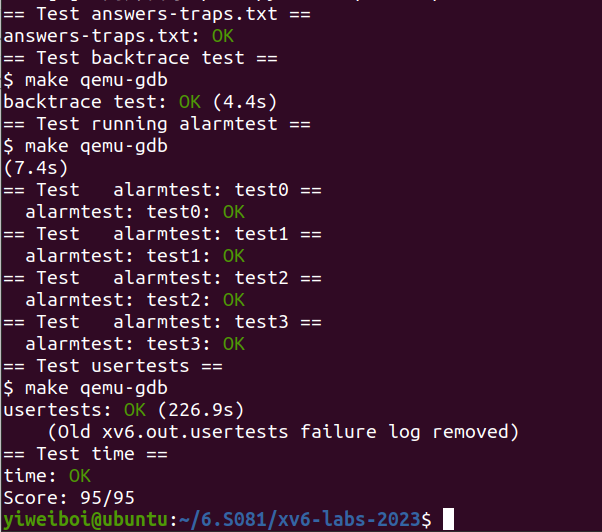 == Test answers-traps.txt ==
answers-traps.txt: OK
== Test backtrace test ==
$ make qemu-gdb
backtrace test: OK (4.4s)
== Test running alarmtest ==
$ make qemu-gdb
(7.4s)
== Test   alarmtest: test0 ==
  alarmtest: test0: OK
== Test   alarmtest: test1 ==
  alarmtest: test1: OK
== Test   alarmtest: test2 ==
  alarmtest: test2: OK
== Test   alarmtest: test3 ==
  alarmtest: test3: OK
== Test usertests ==
$ make qemu-gdb
usertests: OK (226.9s)
    (Old xv6.out.usertests failure log removed)
== Test time ==
time: OK
Score: 95/95
yiweiboi@ubuntu:~/6.S081/xv6-labs-2023$